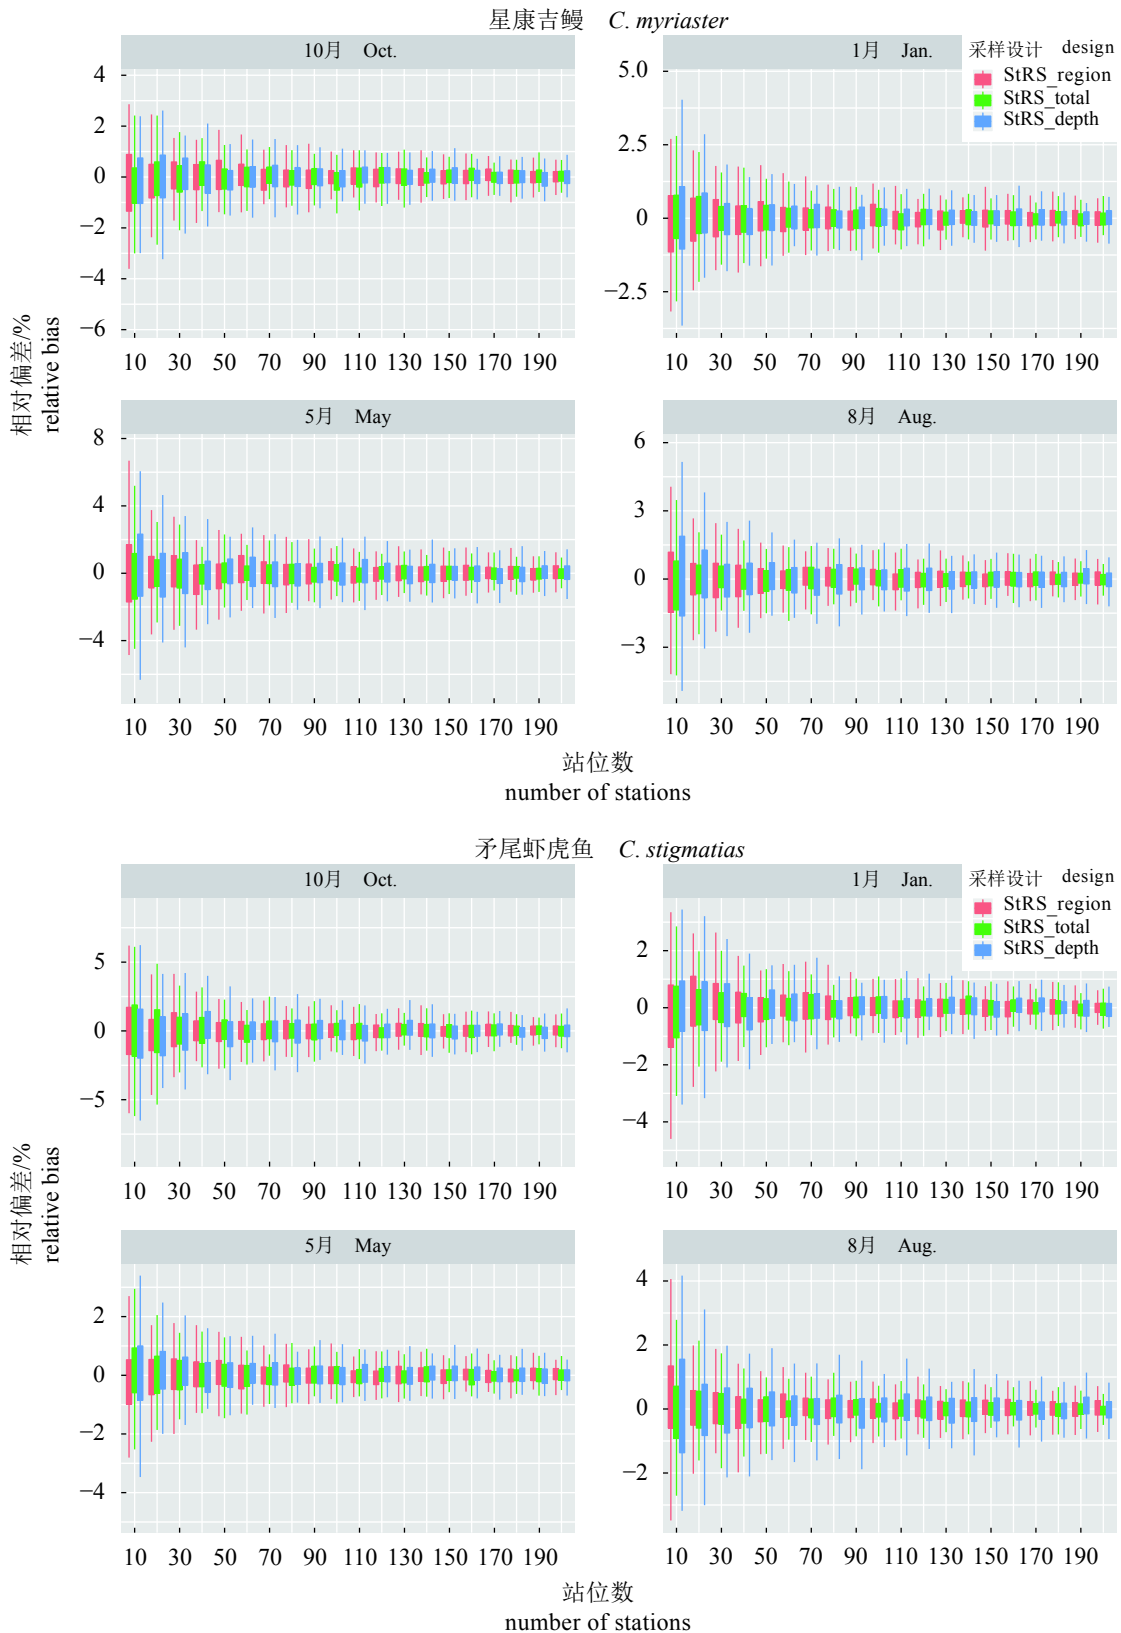 星康吉鳗 C. myriaster
10月 Oct.
1月 Jan.
采样设计 design
StRS_region
StRS_total
StRS_depth
4
2
0
−2
−4
−6
5.0
2.5
0
−2.5
10 30 50 70 90 110 130 150 170 190
10 30 50 70 90 110 130 150 170 190
相对偏差/%
relative bias
5月 May
8月 Aug.
8
4
0
−4
6
3
0
−3
10 30 50 70 90 110 130 150 170 190
10 30 50 70 90 110 130 150 170 190
站位数
number of stations
矛尾虾虎鱼 C. stigmatias
10月 Oct.
1月 Jan.
采样设计 design
StRS_region
StRS_total
StRS_depth
5
0
−5
2
0
−2
−4
10 30 50 70 90 110 130 150 170 190
10 30 50 70 90 110 130 150 170 190
相对偏差/%
relative bias
5月 May
8月 Aug.
2
0
−2
−4
4
2
0
−2
10 30 50 70 90 110 130 150 170 190
10 30 50 70 90 110 130 150 170 190
站位数
number of stations